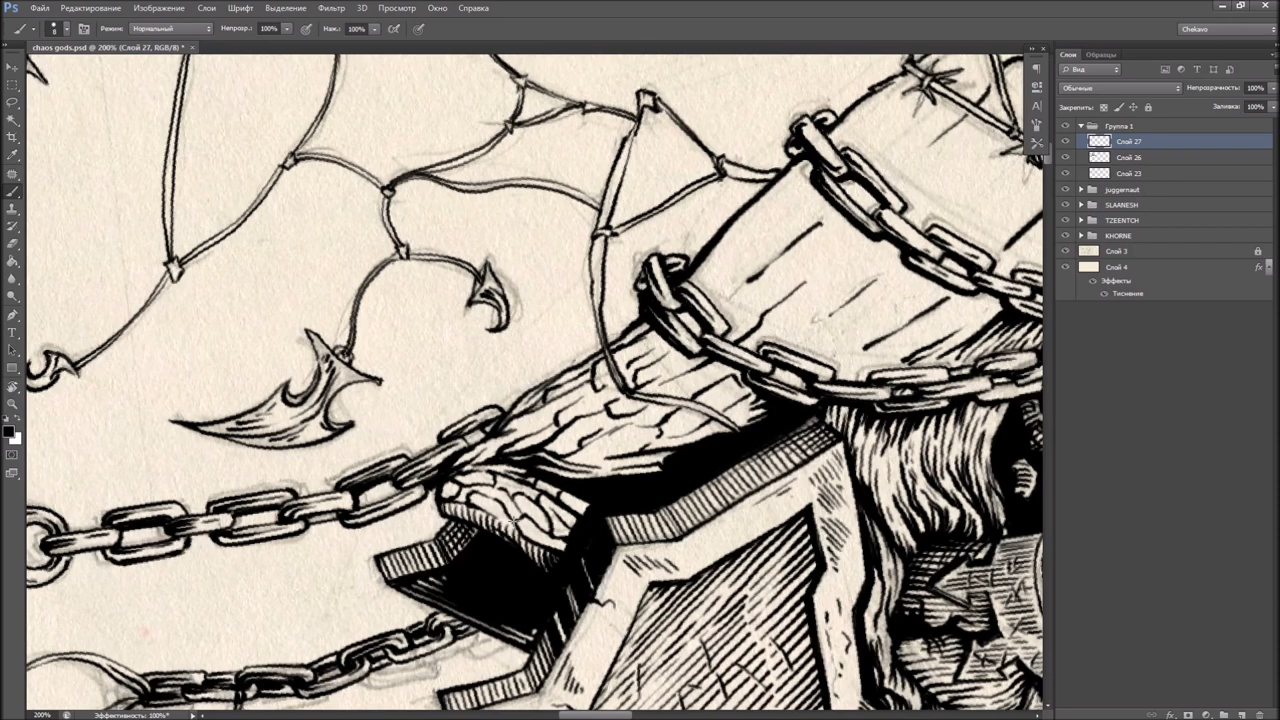 Ps Файл Редактирование Изображение Слои Шрифт Выделение Фильтр 3D Просмотр Окно Справка
8 Режим: Нормальный Непрозр.: 100% Наж.: 100% Chekavo
chaos gods.psd @ 200% (Слой 27, RGB/8) * ×
Слои Образцы
Вид
Обычные Непрозрачность: 100%
Закрепить: Заливка: 100%
Группа 1
Слой 27
Слой 26
Слой 23
juggernaut
SLAANESH
TZEENTCH
KHORNE
Слой 3
Слой 4 fx
Эффекты
Тиснение
200% Эффективность: 100%*